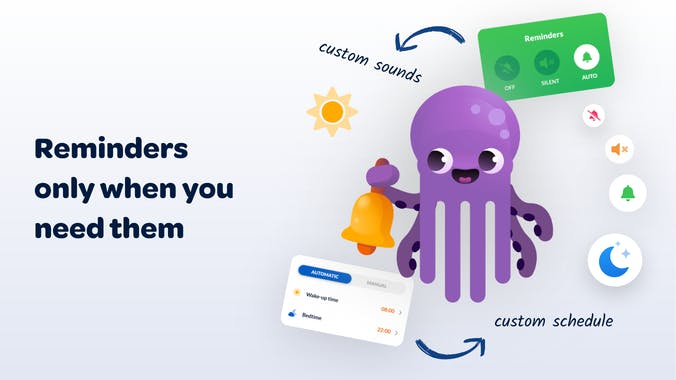 Reminders
only when you
need them
custom sounds
Reminders
OFF
SILENT
AUTO
AUTOMATIC
MANUAL
Wake-up time
08:00
Bedtime
22:00
custom schedule